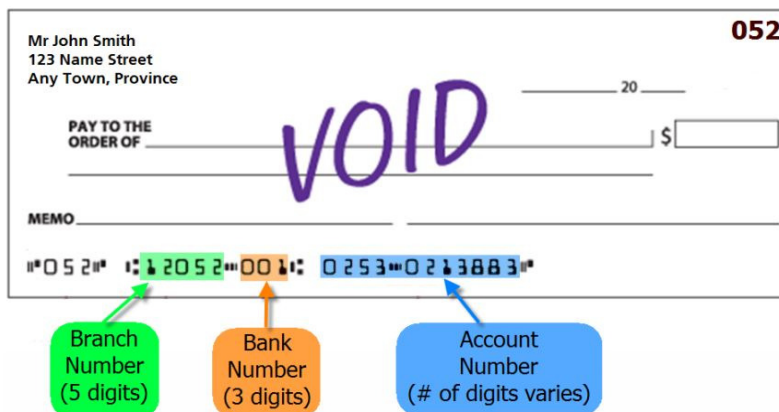 052
Mr John Smith
123 Name Street
Any Town, Province
20
PAY TO THE
ORDER OF
$
VOID
MEMO
⑈052⑈ ⑆12052⑉001⑆ 0253⑉0213883⑈
Branch
Number
(5 digits)
Bank
Number
(3 digits)
Account
Number
(# of digits varies)